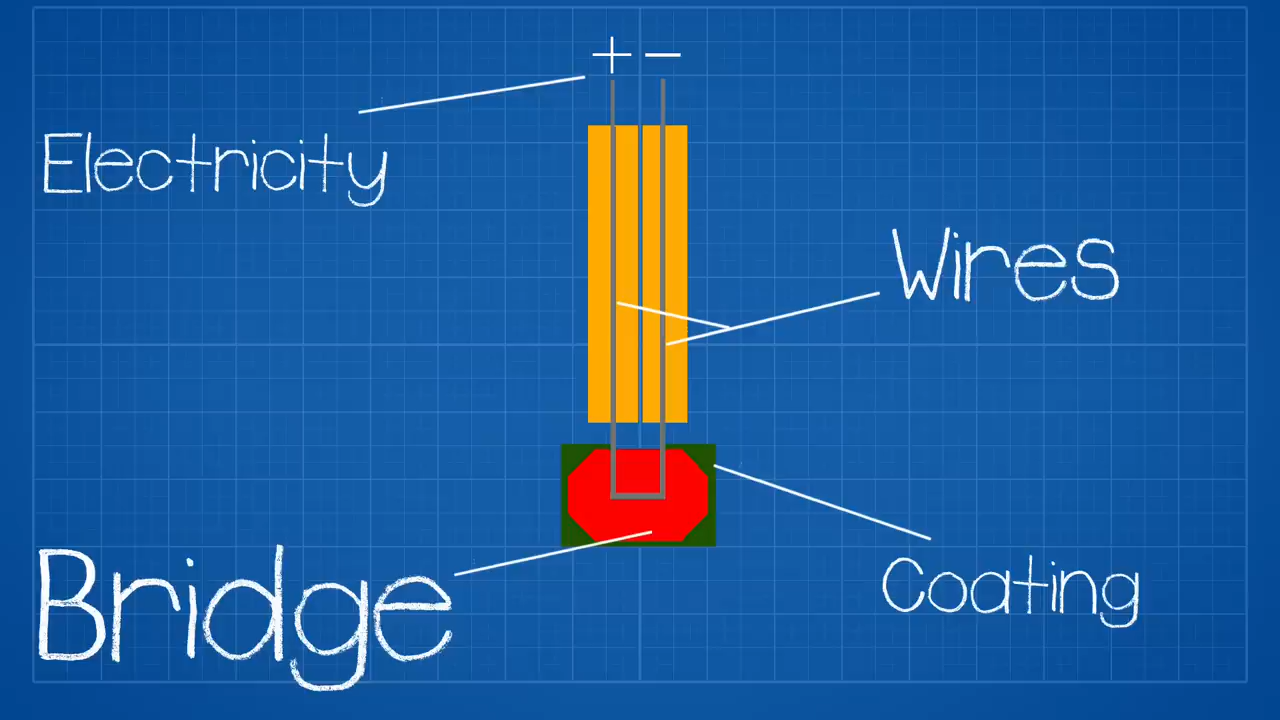 + −
Electricity
Wires
Bridge
Coating